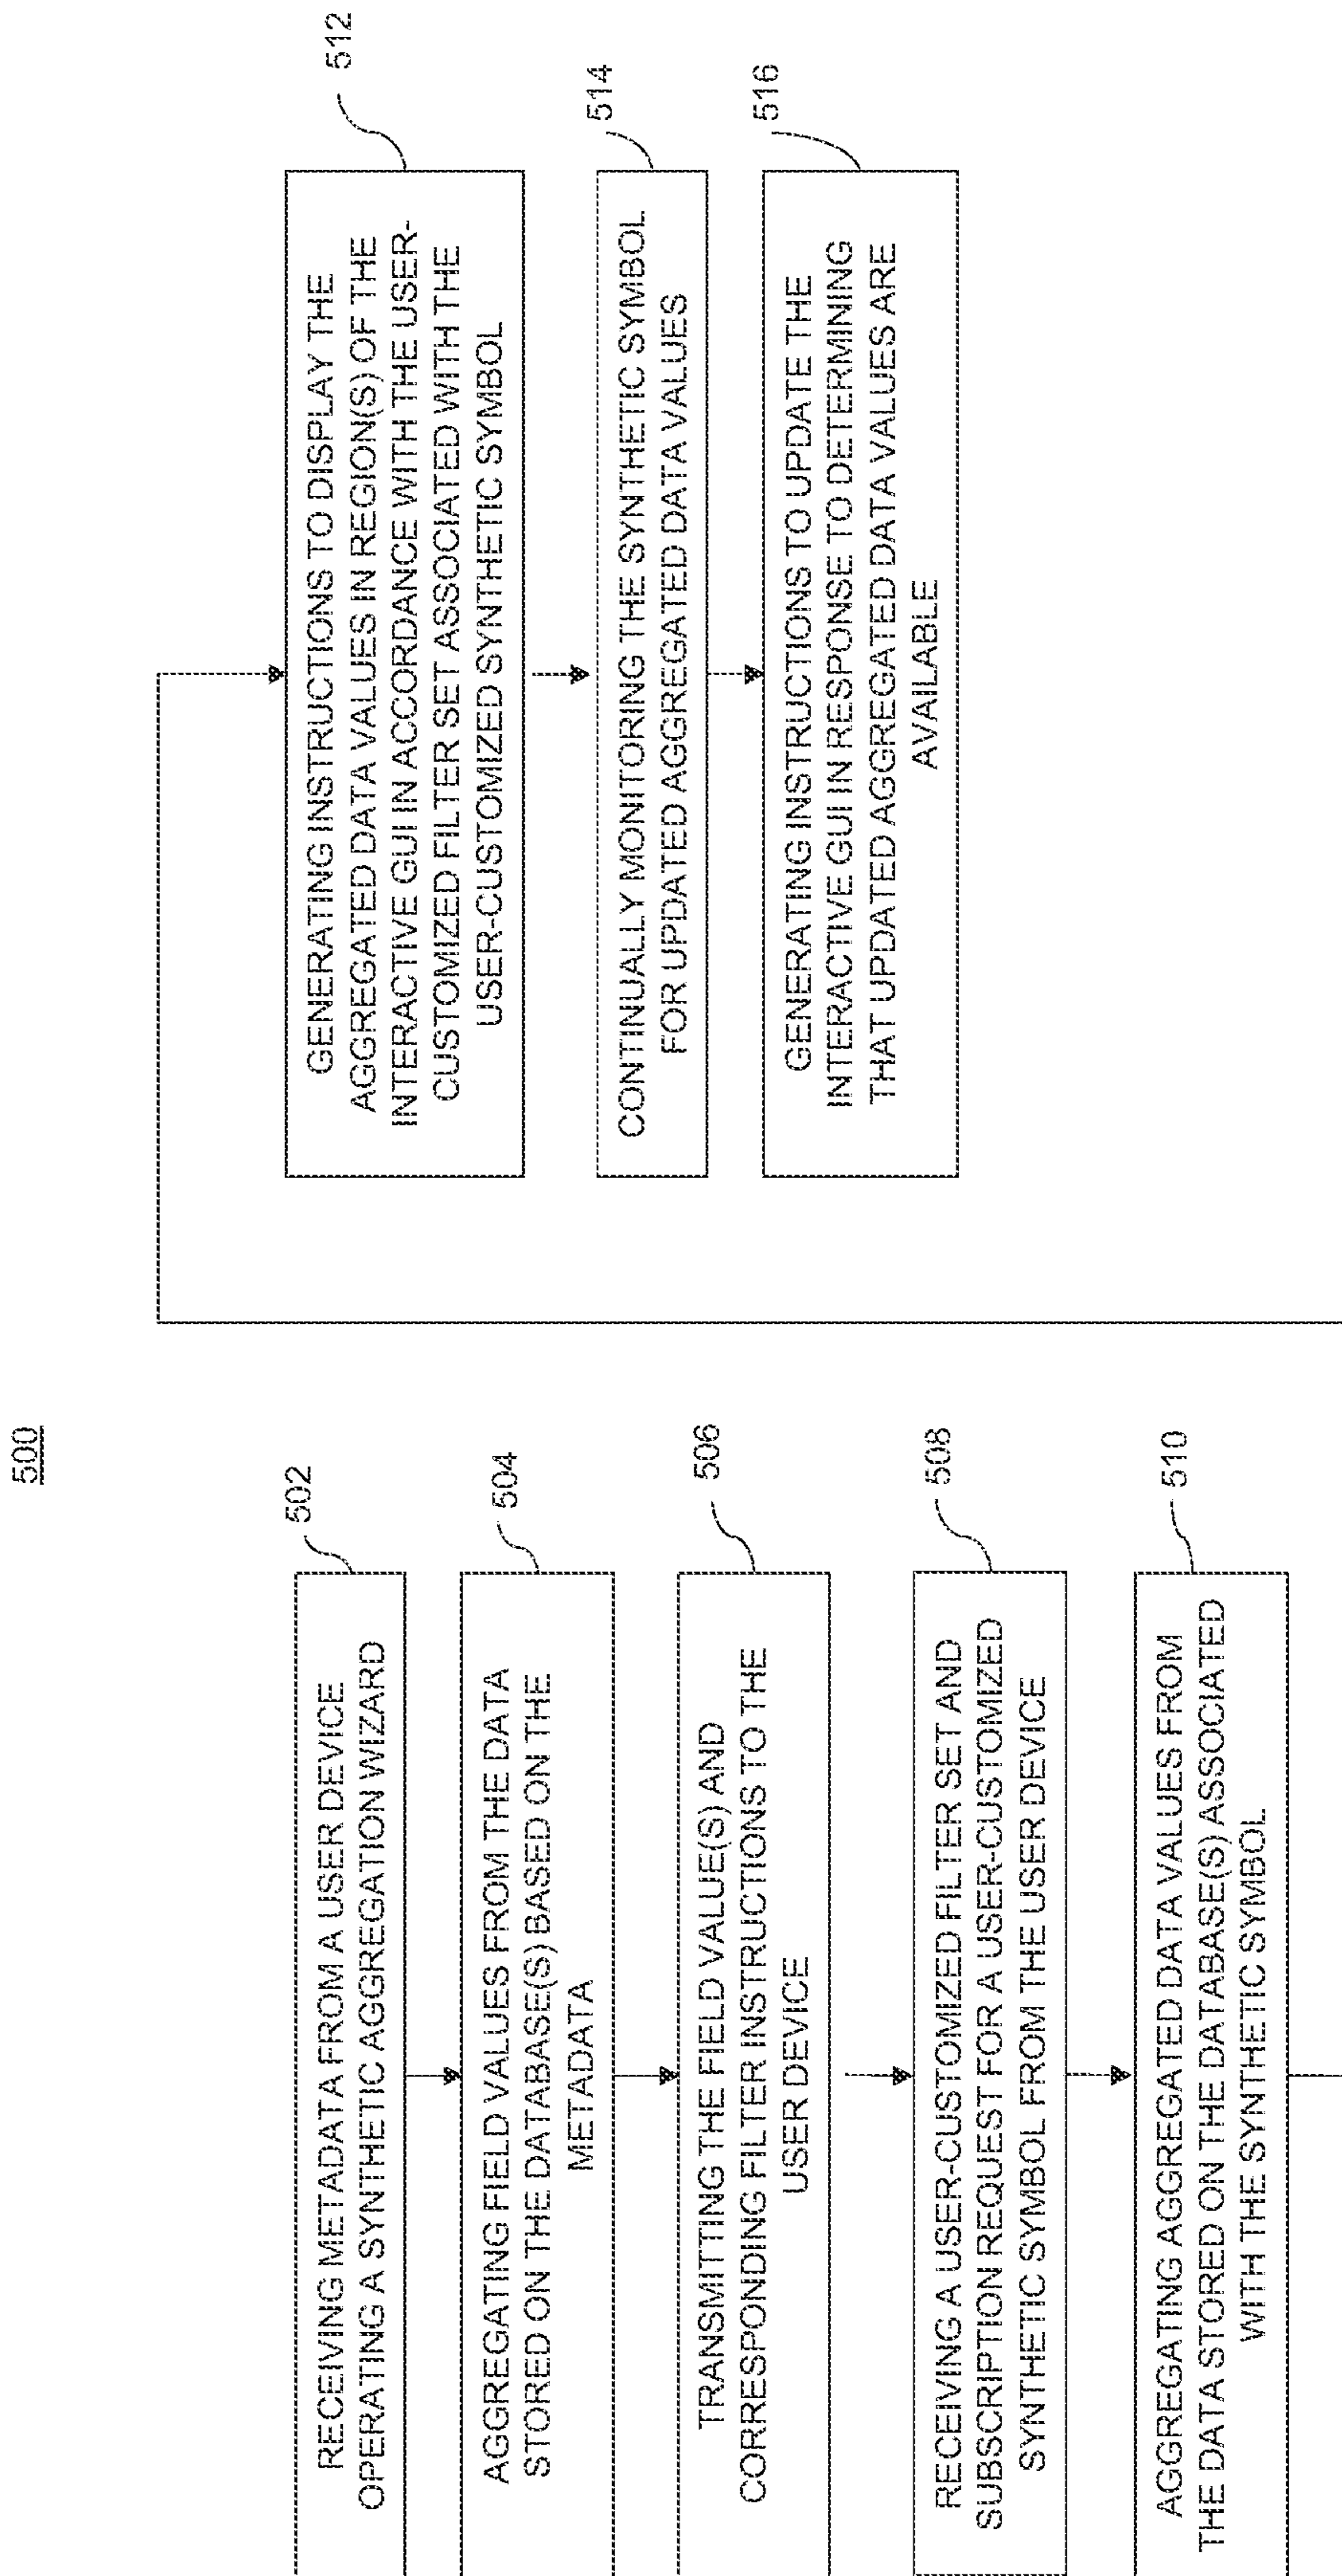 500
502
RECEIVING METADATA FROM A USER DEVICE
OPERATING A SYNTHETIC AGGREGATION WIZARD
504
AGGREGATING FIELD VALUES FROM THE DATA
STORED ON THE DATABASE(S) BASED ON THE
METADATA
506
TRANSMITTING THE FIELD VALUE(S) AND
CORRESPONDING FILTER INSTRUCTIONS TO THE
USER DEVICE
508
RECEIVING A USER-CUSTOMIZED FILTER SET AND
SUBSCRIPTION REQUEST FOR A USER-CUSTOMIZED
SYNTHETIC SYMBOL FROM THE USER DEVICE
510
AGGREGATING AGGREGATED DATA VALUES FROM
THE DATA STORED ON THE DATABASE(S) ASSOCIATED
WITH THE SYNTHETIC SYMBOL
512
GENERATING INSTRUCTIONS TO DISPLAY THE
AGGREGATED DATA VALUES IN REGION(S) OF THE
INTERACTIVE GUI IN ACCORDANCE WITH THE USER-
CUSTOMIZED FILTER SET ASSOCIATED WITH THE
USER-CUSTOMIZED SYNTHETIC SYMBOL
514
CONTINUALLY MONITORING THE SYNTHETIC SYMBOL
FOR UPDATED AGGREGATED DATA VALUES
516
GENERATING INSTRUCTIONS TO UPDATE THE
INTERACTIVE GUI IN RESPONSE TO DETERMINING
THAT UPDATED AGGREGATED DATA VALUES ARE
AVAILABLE